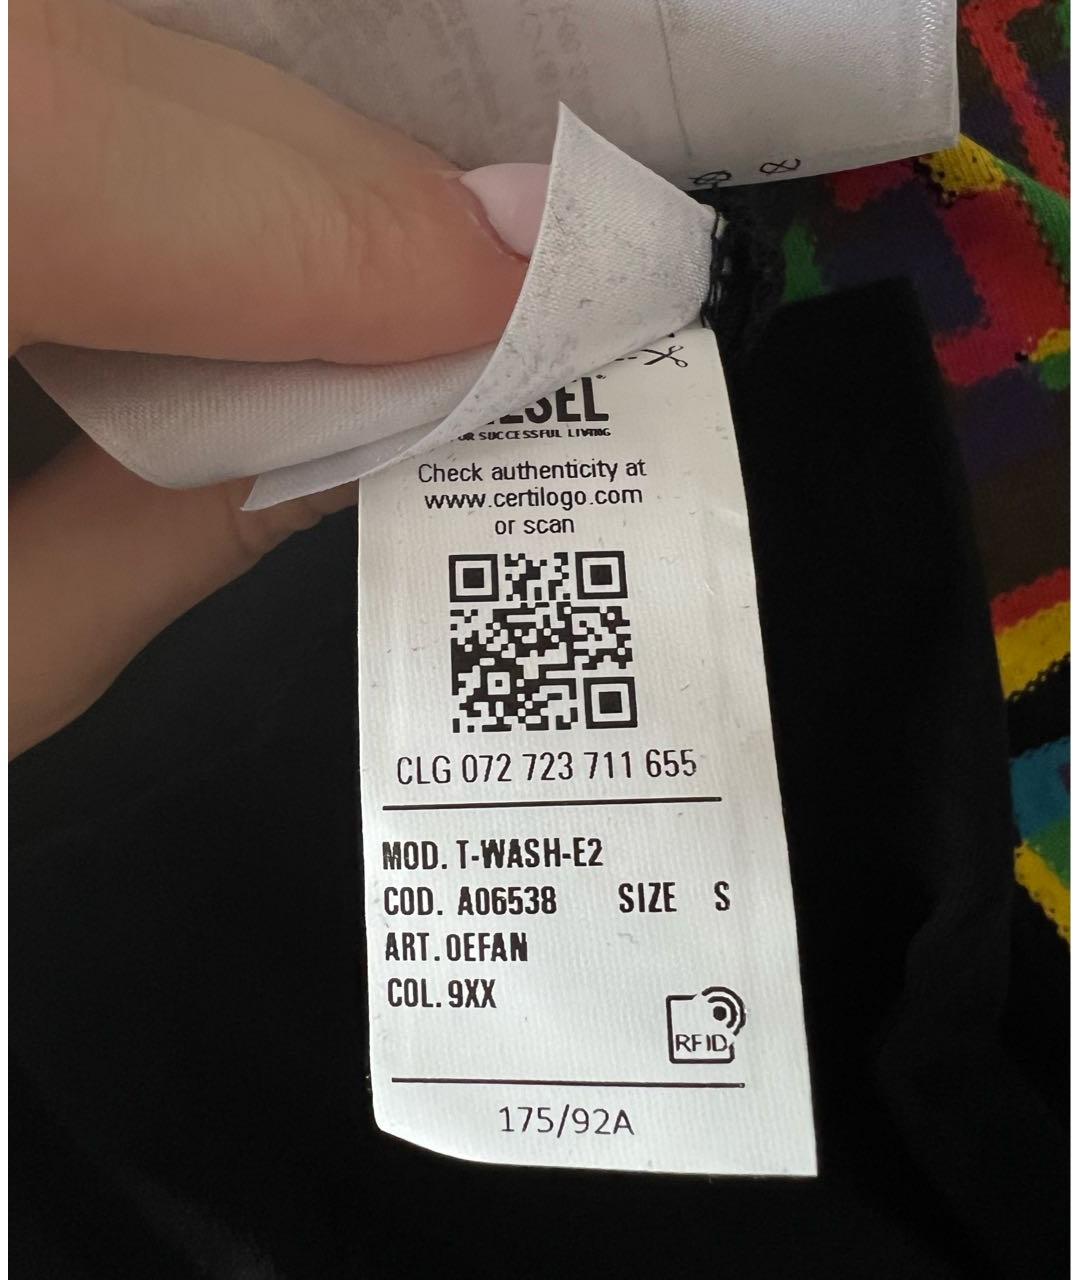 FOR SUCCESSFUL LIVING
Check authenticity at
www.certilogo.com
or scan
CLG 072 723 711 655
MOD. T-WASH-E2
COD. A06538 SIZE S
ART. 0EFAN
COL. 9XX
RFID
175/92A